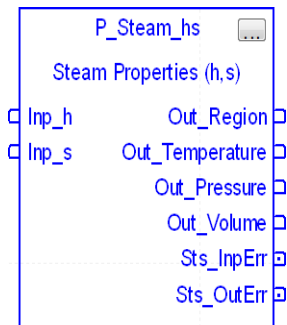 P_Steam_hs ...
Steam Properties (h,s)
Inp_h Out_Region
Inp_s Out_Temperature
Out_Pressure
Out_Volume
Sts_InpErr
Sts_OutErr